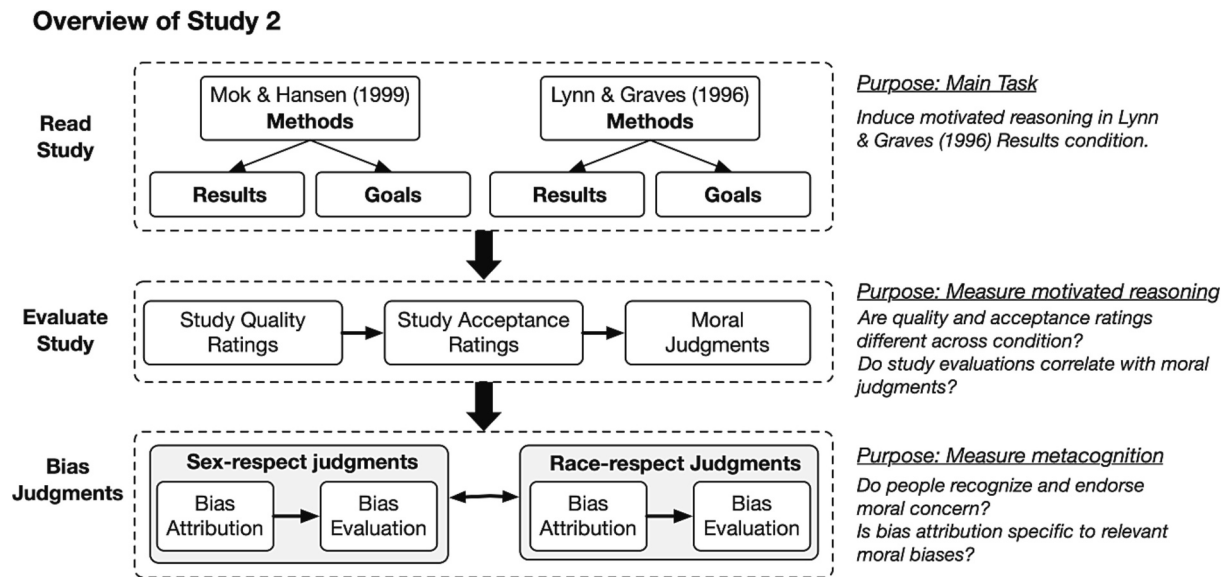 Overview of Study 2
Read
Study
Mok & Hansen (1999)
Methods
Results
Goals
Lynn & Graves (1996)
Methods
Results
Goals
Purpose: Main Task
Induce motivated reasoning in Lynn
& Graves (1996) Results condition.
Evaluate
Study
Study Quality
Ratings
Study Acceptance
Ratings
Moral
Judgments
Purpose: Measure motivated reasoning
Are quality and acceptance ratings
different across condition?
Do study evaluations correlate with moral
judgments?
Bias
Judgments
Sex-respect judgments
Bias
Attribution
Bias
Evaluation
Race-respect Judgments
Bias
Attribution
Bias
Evaluation
Purpose: Measure metacognition
Do people recognize and endorse
moral concern?
Is bias attribution specific to relevant
moral biases?